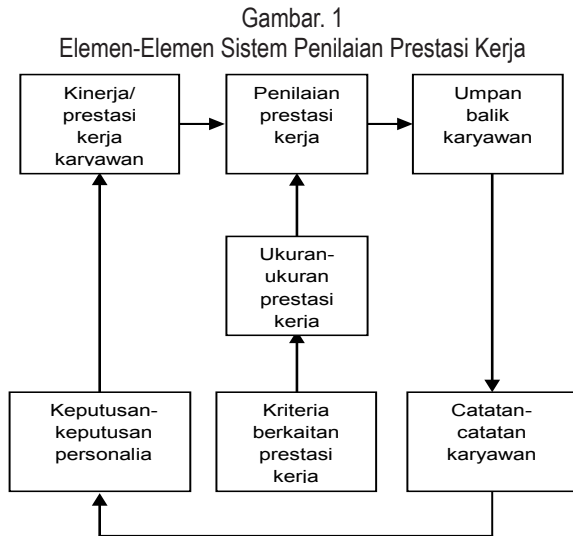 Gambar. 1
Elemen-Elemen Sistem Penilaian Prestasi Kerja
Kinerja/
prestasi
kerja
karyawan
Penilaian
prestasi
kerja
Umpan
balik
karyawan
Ukuran-
ukuran
prestasi
kerja
Keputusan-
keputusan
personalia
Kriteria
berkaitan
prestasi
kerja
Catatan-
catatan
karyawan